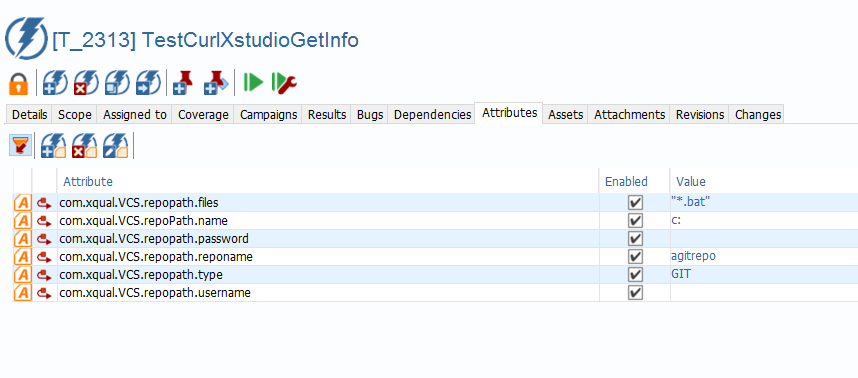 [T_2313] TestCurlXstudioGetInfo
Details Scope Assigned to Coverage Campaigns Results Bugs Dependencies Attributes Assets Attachments Revisions Changes
Attribute Enabled Value
com.xqual.VCS.repopath.files "*.bat"
com.xqual.VCS.repoPath.name c:
com.xqual.VCS.repopath.password
com.xqual.VCS.repopath.reponame agitrepo
com.xqual.VCS.repopath.type GIT
com.xqual.VCS.repopath.username